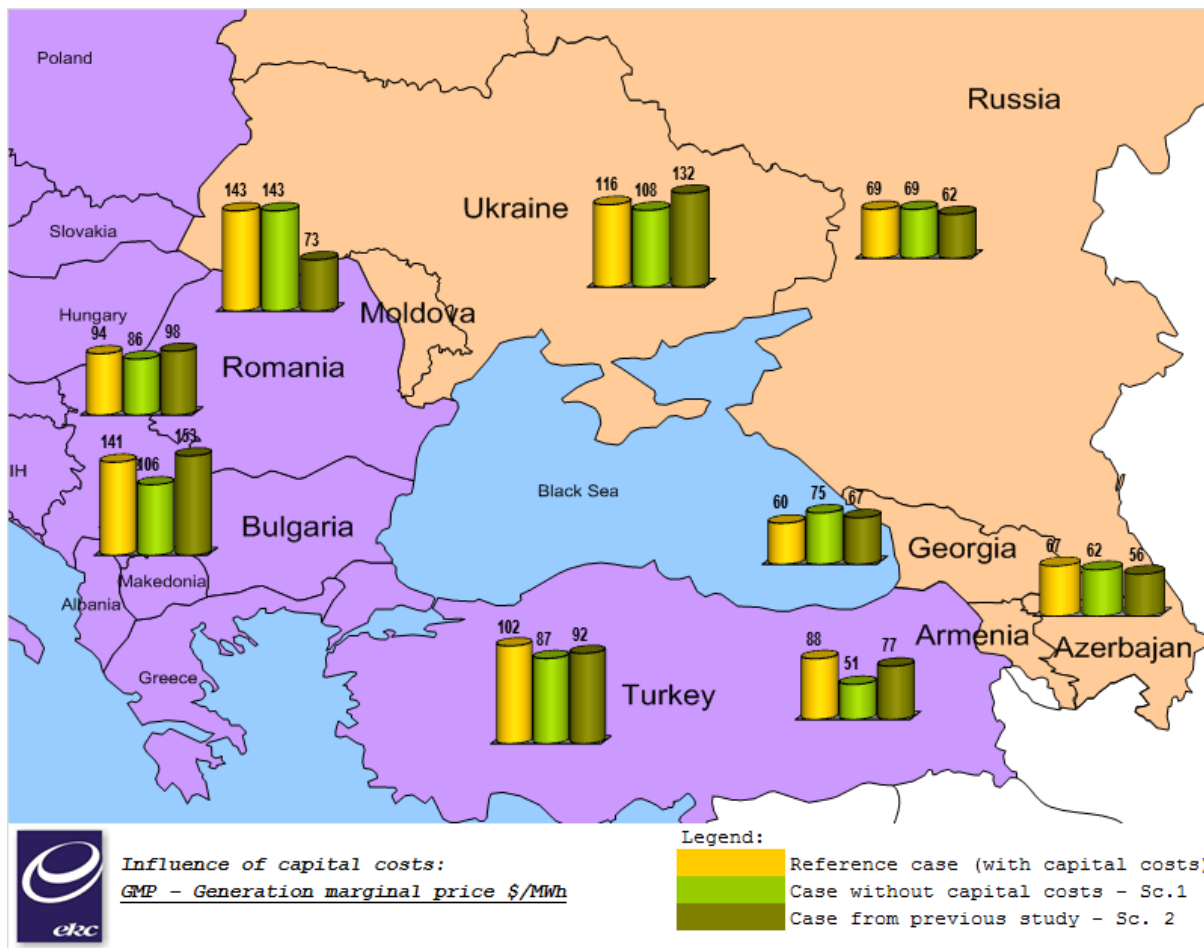 Poland
Russia
Ukraine
116 108 132
69 69 62
143 143 73
Slovakia
Moldova
Hungary
94 86 98
Romania
141 106 153
IH
Bulgaria
Black Sea
60 75 67
Georgia
67 62 56
Makedonia
Albania
Armenia
Azerbajan
Greece
102 87 92
88 51 77
Turkey
Influence of capital costs:
GMP - Generation marginal price $/MWh
ekc
Legend:
Reference case (with capital costs)
Case without capital costs - Sc.1
Case from previous study - Sc. 2